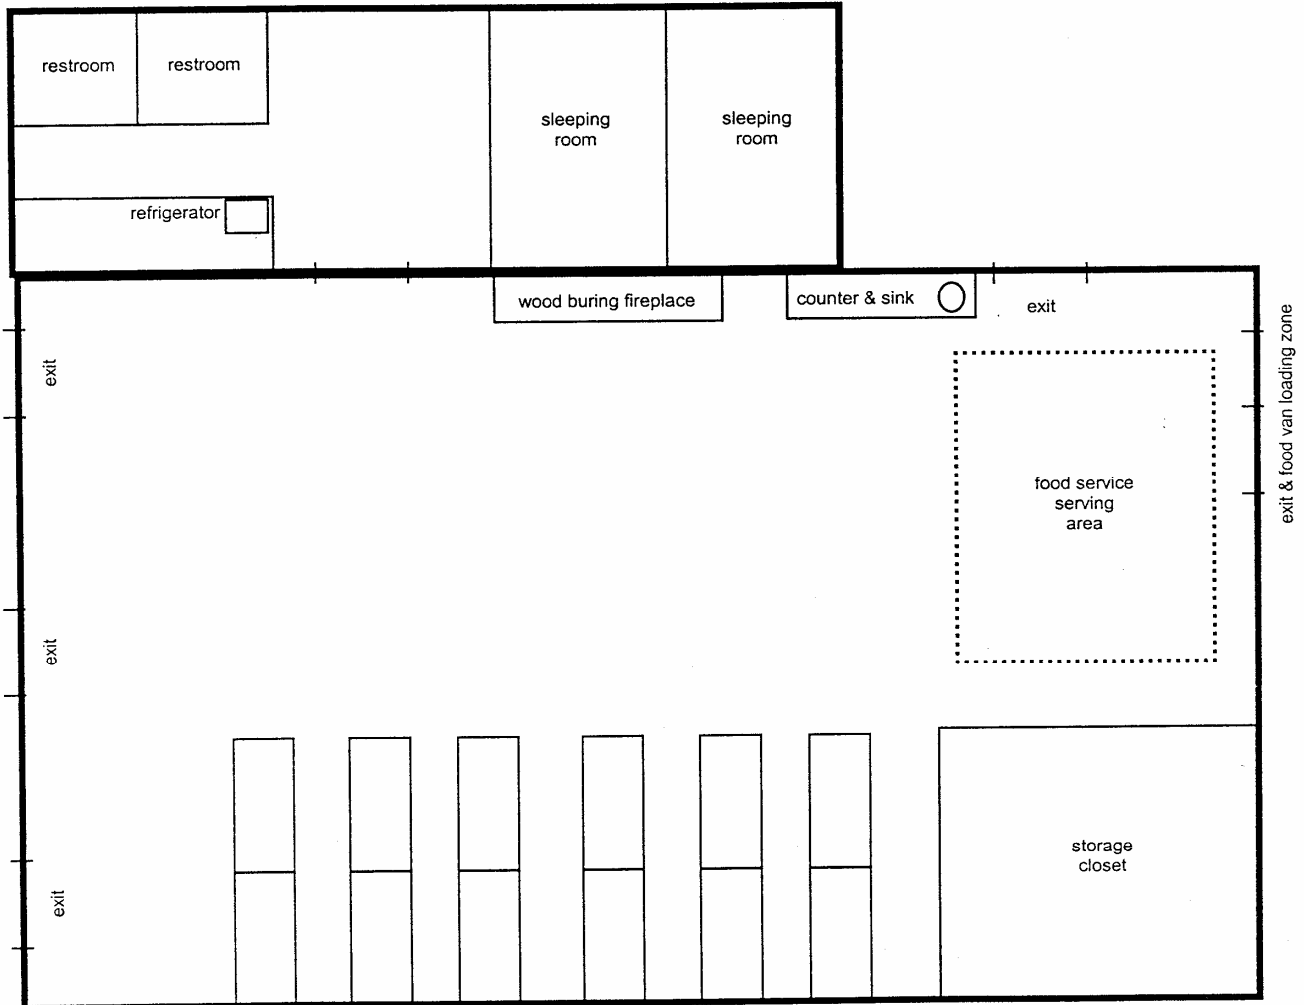 restroom
restroom
sleeping
room
sleeping
room
refrigerator
wood buring fireplace
counter & sink
exit
exit
exit & food van loading zone
food service
serving
area
exit
storage
closet
exit